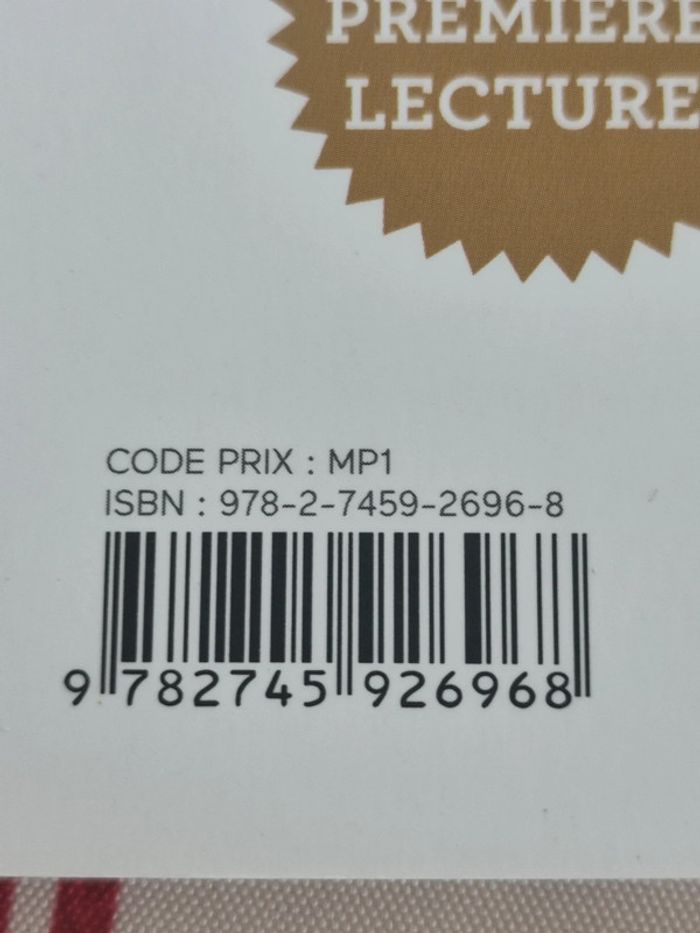 PREMIÈRE
LECTURE
CODE PRIX : MP1
ISBN : 978-2-7459-2696-8
9 782745 926968